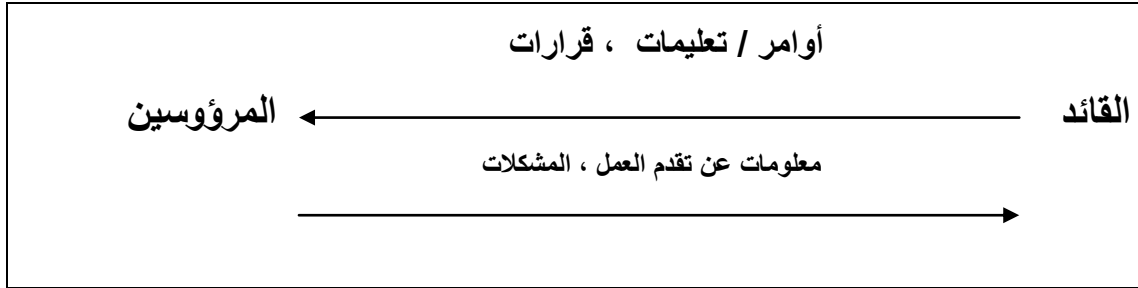 أوامر / تعليمات ، قرارات
القائد
المرؤوسين
معلومات عن تقدم العمل ، المشكلات